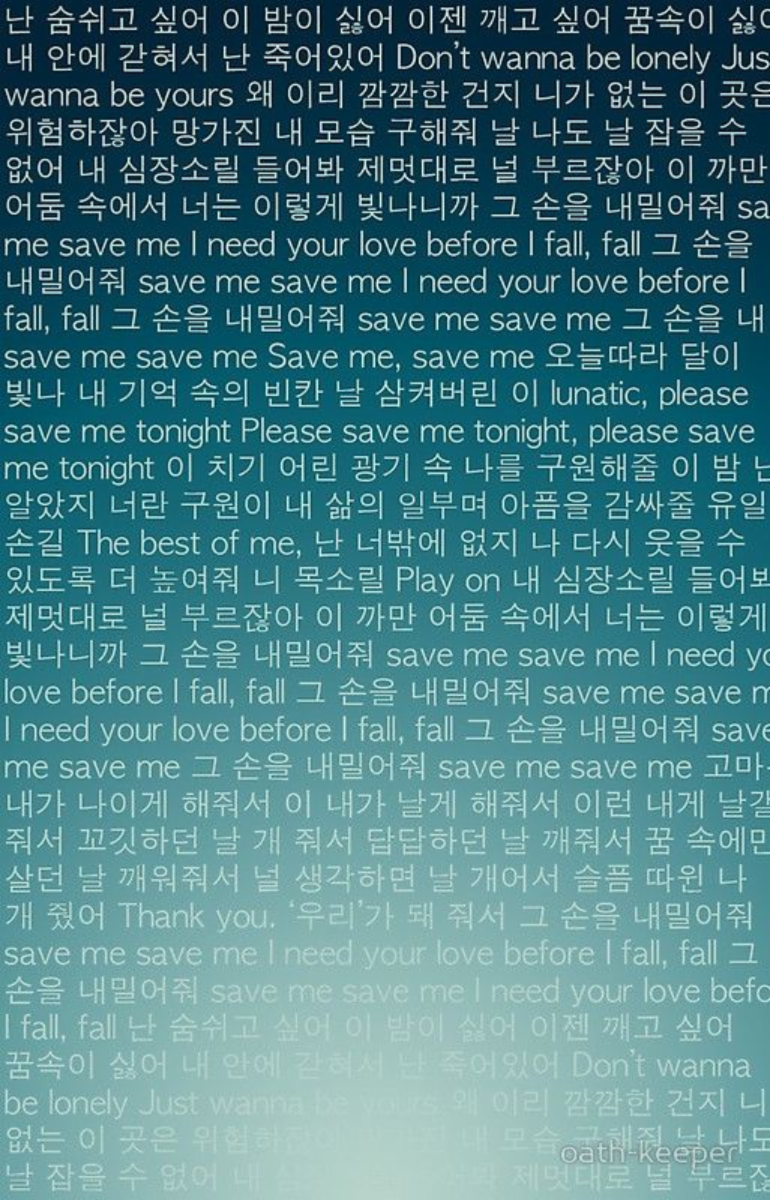 난 숨쉬고 싶어 이 밤이 싫어 이젠 깨고 싶어 꿈속이
내 안에 갇혀서 난 죽어있어 Don't wanna be lonely
wanna be yours 왜 이리 깜깜한 건지 니가 없는 이
위험하잖아 망가진 내 모습 구해줘 날 나도 날 잡을 수
없어 내 심장소릴 들어봐 제멋대로 널 부르잖아 이 까만
어둠 속에서 너는 이렇게 빛나니까 그 손을 내밀어줘
me save me I need your love before I fall, fall 그 손을
내밀어줘 save me save me I need your love before I
fall, fall 그 손을 내밀어줘 save me save me 그 손을 내
save me save me Save me, save me 오늘따라 달이
빛나 내 기억 속의 빈칸 날 삼켜버린 이 lunatic, please
save me tonight Please save me tonight, please save
me tonight 이 치기 어린 광기 속 나를 구원해줄 이 밤
알았지 너란 구원이 내 삶의 일부며 아픔을 감싸줄 유일
손길 The best of me, 난 너밖에 없지 나 다시 웃을 수
있도록 더 높여줘 니 목소릴 Play on 내 심장소릴
제멋대로 널 부르잖아 이 까만 어둠 속에서 너는 이렇게
빛나니까 그 손을 내밀어줘 save me save me I need
love before I fall, fall 그 손을 내밀어줘 save me save
I need your love before I fall, fall 그 손을 내밀어줘 save
me save me 그 손을 내밀어줘 save me save me 고마
내가 나이게 해줘서 이 내가 날게 해줘서 이런 내게
줘서 꼬깃하던 날 개 줘서 답답하던 날 깨줘서 꿈
살던 날 깨워줘서 널 생각하면 날 개어서 슬픔 따윈 나
개 줬어 Thank you. ‘우리’가 돼 줘서 그 손을 내밀어줘
save me save me I need your love before I fall, fall 그
손을 내밀어줘 save me save me I need your love
I fall, fall 난 숨쉬고 싶어 이 밤이 싫어 이젠 깨고 싶어
꿈속이 싫어 내 안에 갇혀서 난 죽어있어 Don't wanna
be lonely Just wanna be yours 왜 이리 깜깜한 건지 니
없는 이 곳은 내 모습 구해줘 날
날 잡을 수 없어 내 제멋대로 널
oath-keeper